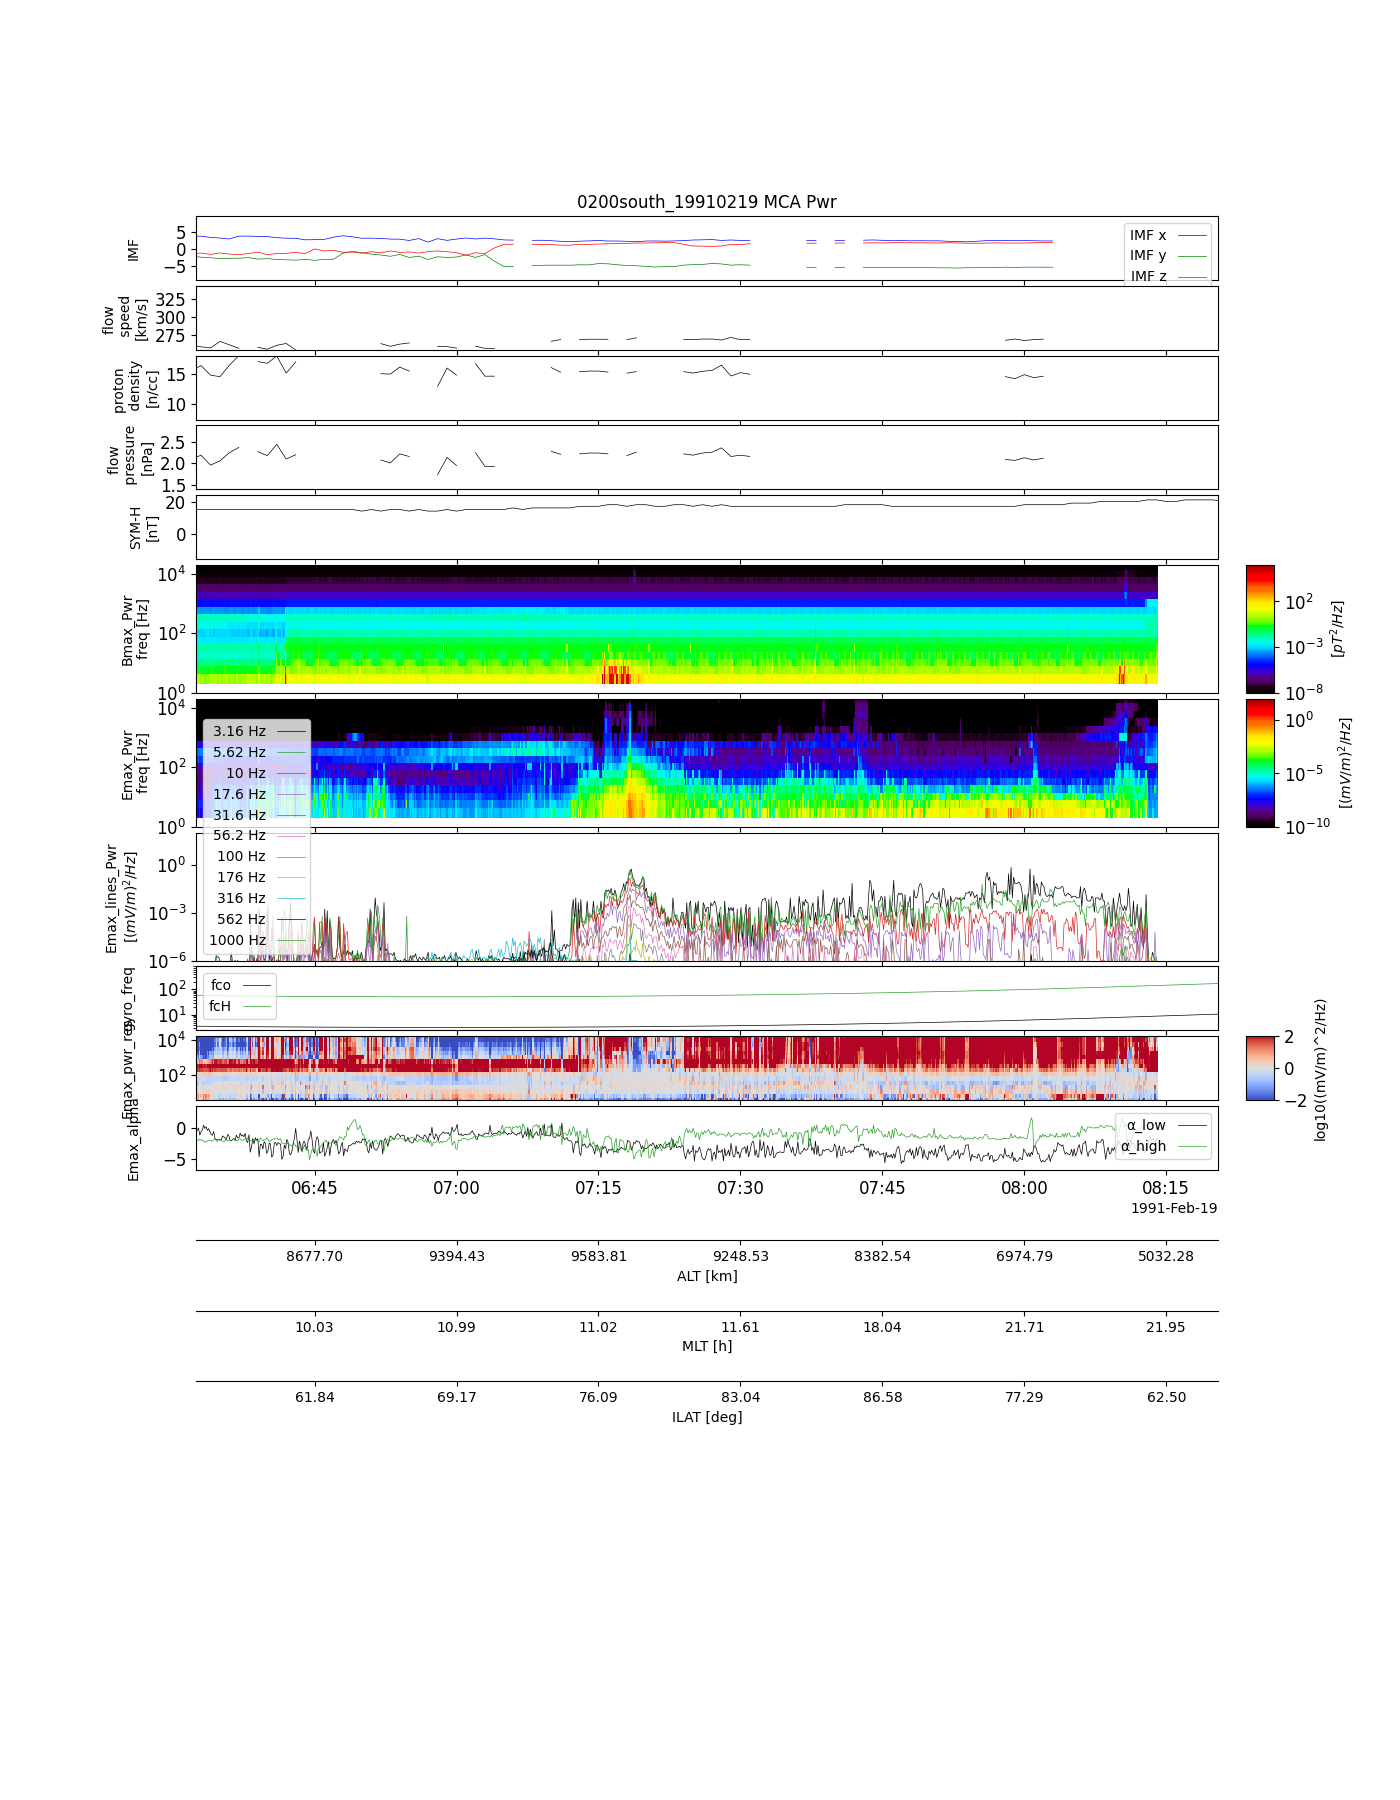 0200south_19910219 MCA Pwr
IMF
5
0
−5
IMF x
IMF y
IMF z
flow
speed
[km/s]
325
300
275
proton
density
[n/cc]
15
10
flow
pressure
[nPa]
2.5
2.0
1.5
SYM-H
[nT]
20
0
Bmax_Pwr
freq [Hz]
10^4
10^2
10^0
10^2
10^−3
10^−8
[pT^2/Hz]
Emax_Pwr
freq [Hz]
10^4
10^2
10^0
10^0
10^−5
10^−10
[(mV/m)^2/Hz]
3.16 Hz
5.62 Hz
10 Hz
17.6 Hz
31.6 Hz
56.2 Hz
100 Hz
176 Hz
316 Hz
562 Hz
1000 Hz
Emax_lines_Pwr
[(mV/m)^2/Hz]
10^0
10^−3
10^−6
gyro_freq
10^2
10^1
fco
fcH
Emax_pwr_reg
10^4
10^2
2
0
−2
log10((mV/m)^2/Hz)
Emax_alpha
0
−5
α_low
α_high
06:45 07:00 07:15 07:30 07:45 08:00 08:15
1991-Feb-19
8677.70 9394.43 9583.81 9248.53 8382.54 6974.79 5032.28
ALT [km]
10.03 10.99 11.02 11.61 18.04 21.71 21.95
MLT [h]
61.84 69.17 76.09 83.04 86.58 77.29 62.50
ILAT [deg]